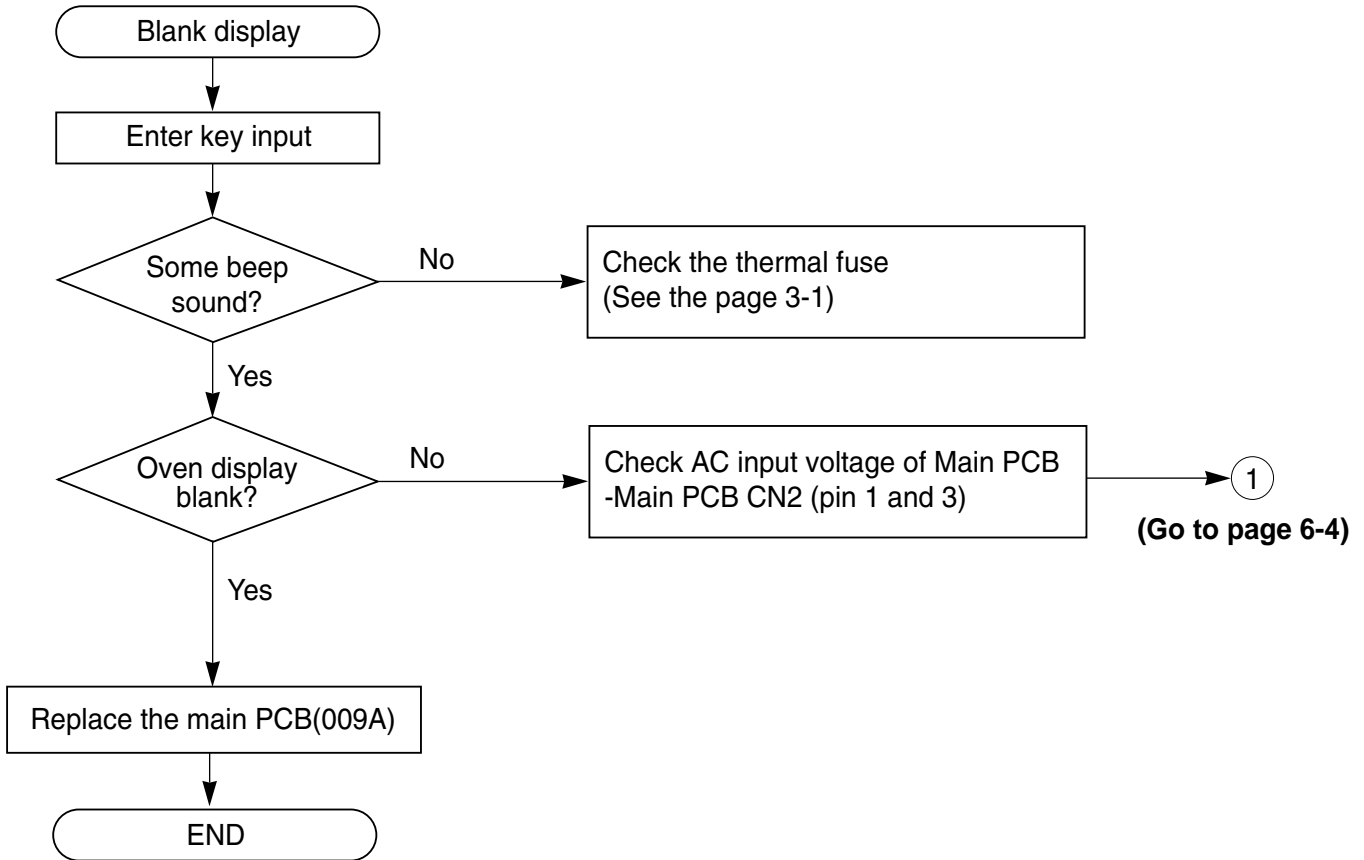 Blank display
Enter key input
Some beep
sound?
No
Check the thermal fuse
(See the page 3-1)
Yes
Oven display
blank?
No
Check AC input voltage of Main PCB
-Main PCB CN2 (pin 1 and 3)
1
(Go to page 6-4)
Yes
Replace the main PCB(009A)
END